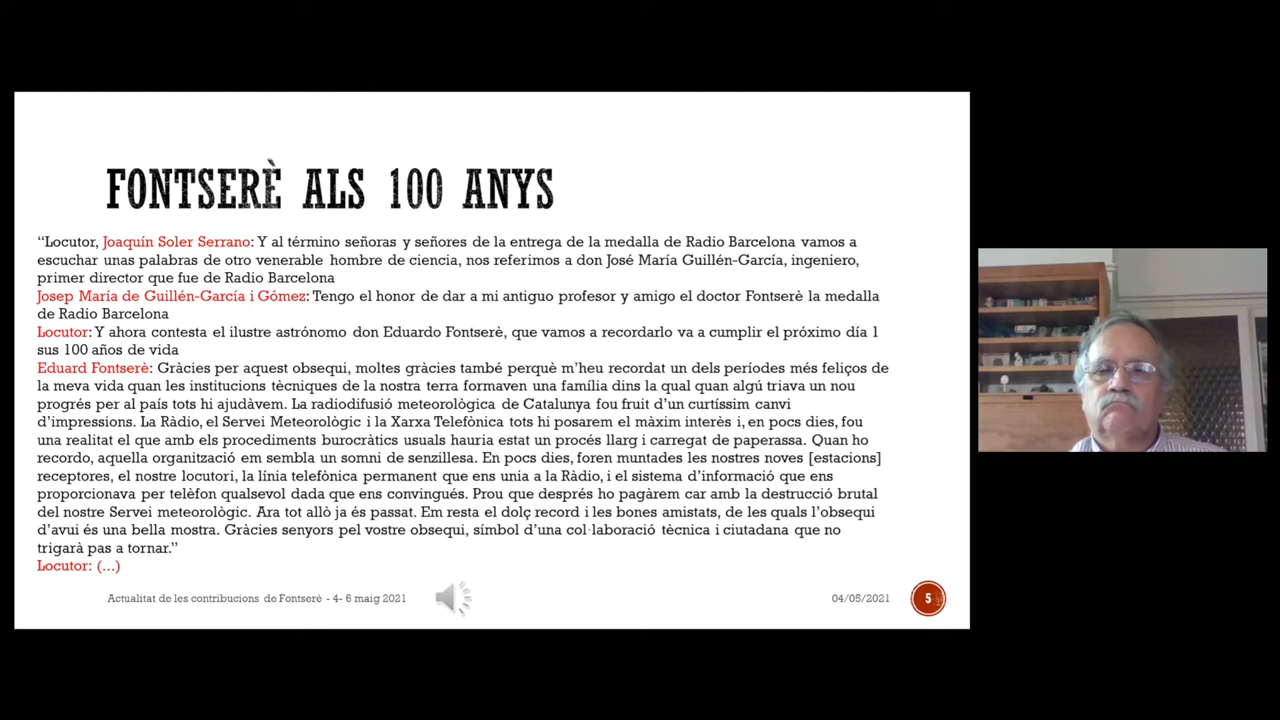 FONTSERÈ ALS 100 ANYS
“Locutor, Joaquín Soler Serrano: Y al término señoras y señores de la entrega de la medalla de Radio Barcelona vamos a
escuchar unas palabras de otro venerable hombre de ciencia, nos referimos a don José María Guillén-García, ingeniero,
primer director que fue de Radio Barcelona
Josep María de Guillén-García i Gómez: Tengo el honor de dar a mi antiguo profesor y amigo el doctor Fontserè la medalla
de Radio Barcelona
Locutor: Y ahora contesta el ilustre astrónomo don Eduardo Fontserè, que vamos a recordarlo va a cumplir el próximo día 1
sus 100 años de vida
Eduard Fontserè: Gràcies per aquest obsequi, moltes gràcies també perquè m’heu recordat un dels períodes més feliços de
la meva vida quan les institucions tècniques de la nostra terra formaven una família dins la qual quan algú triava un nou
progrés per al país tots hi ajudàvem. La radiodifusió meteorològica de Catalunya fou fruit d’un curtíssim canvi
d’impressions. La Ràdio, el Servei Meteorològic i la Xarxa Telefònica tots hi posarem el màxim interès i, en pocs dies, fou
una realitat el que amb els procediments burocràtics usuals hauria estat un procés llarg i carregat de paperassa. Quan ho
recordo, aquella organització em sembla un somni de senzillesa. En pocs dies, foren muntades les nostres noves [estacions]
receptores, el nostre locutori, la línia telefònica permanent que ens unia a la Ràdio, i el sistema d’informació que ens
proporcionava per telèfon qualsevol dada que ens convingués. Prou que després ho pagàrem car amb la destrucció brutal
del nostre Servei meteorològic. Ara tot allò ja és passat. Em resta el dolç record i les bones amistats, de les quals l’obsequi
d’avui és una bella mostra. Gràcies senyors pel vostre obsequi, símbol d’una col·laboració tècnica i ciutadana que no
trigarà pas a tornar.”
Locutor: (…)
Actualitat de les contribucions de Fontserè - 4- 6 maig 2021
04/05/2021
5